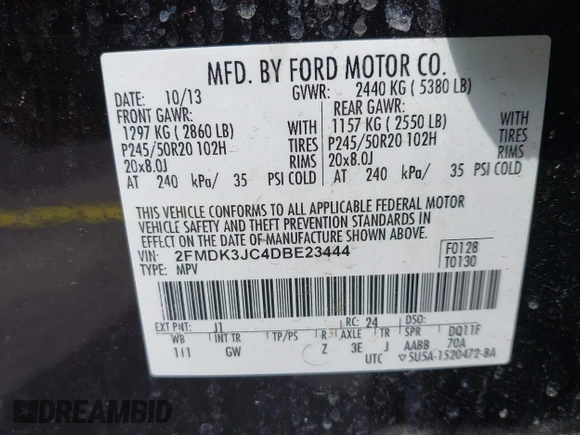 MFD. BY FORD MOTOR CO.
DATE: 10/13 GVWR: 2440 KG ( 5380 LB)
FRONT GAWR: REAR GAWR:
1297 KG ( 2860 LB) WITH 1157 KG ( 2550 LB) WITH
P245/50R20 102H TIRES P245/50R20 102H TIRES
20x8.0J RIMS 20x8.0J RIMS
AT 240 kPa/ 35 PSI COLD AT 240 kPa/ 35 PSI COLD
THIS VEHICLE CONFORMS TO ALL APPLICABLE FEDERAL MOTOR
VEHICLE SAFETY AND THEFT PREVENTION STANDARDS IN
EFFECT ON THE DATE OF MANUFACTURE SHOWN ABOVE.
VIN: 2FMDK3JC4DBE23444 F0128
TYPE: MPV T0130
EXT PNT: J1 RC: 24 DSO:
WB INT TR TP/PS R AXLE TR SPR DQ11F
111 GW Z 3E J AABB 70A
UTC 5U5A-1520472-BA
DREAMBID